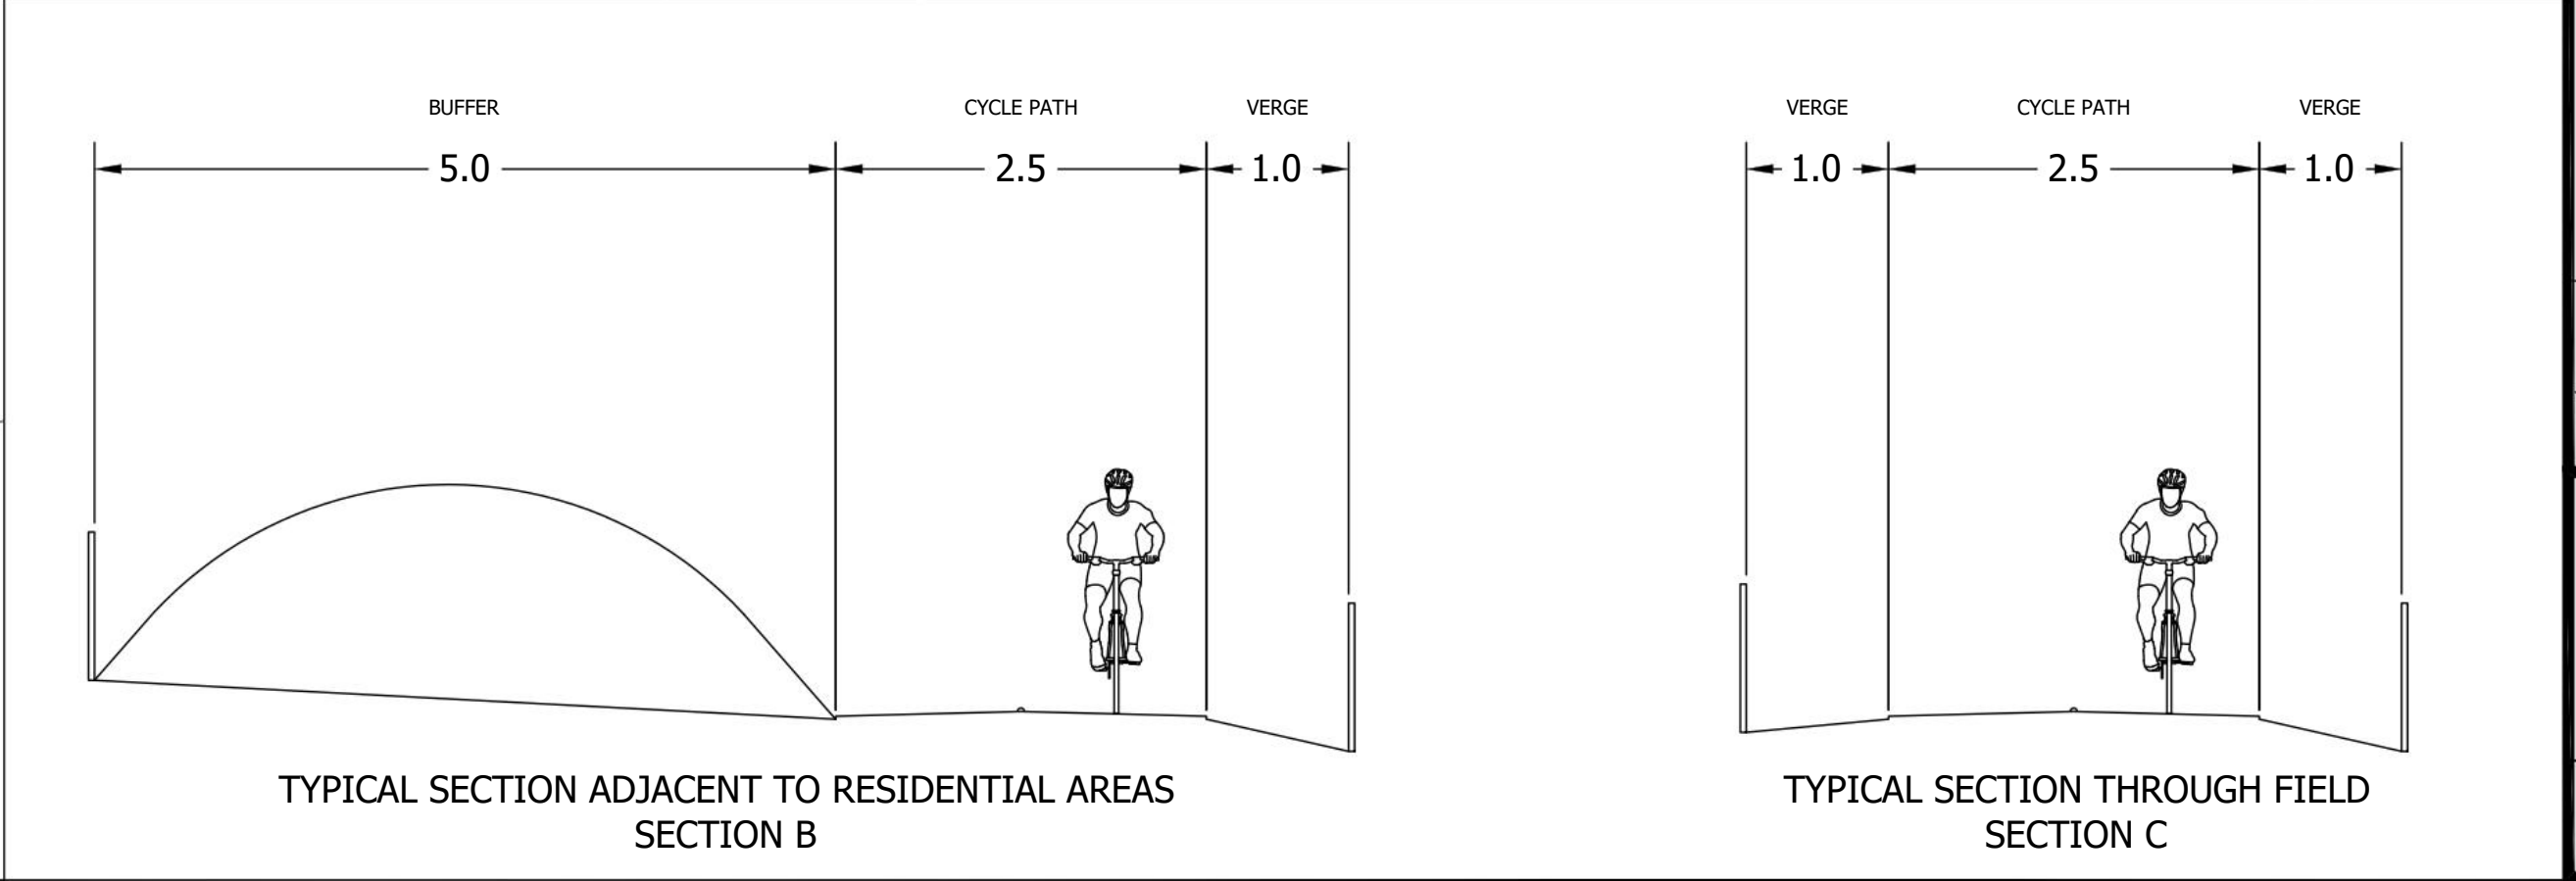 BUFFER CYCLE PATH VERGE
5.0 2.5 1.0
TYPICAL SECTION ADJACENT TO RESIDENTIAL AREAS
SECTION B
VERGE CYCLE PATH VERGE
1.0 2.5 1.0
TYPICAL SECTION THROUGH FIELD
SECTION C